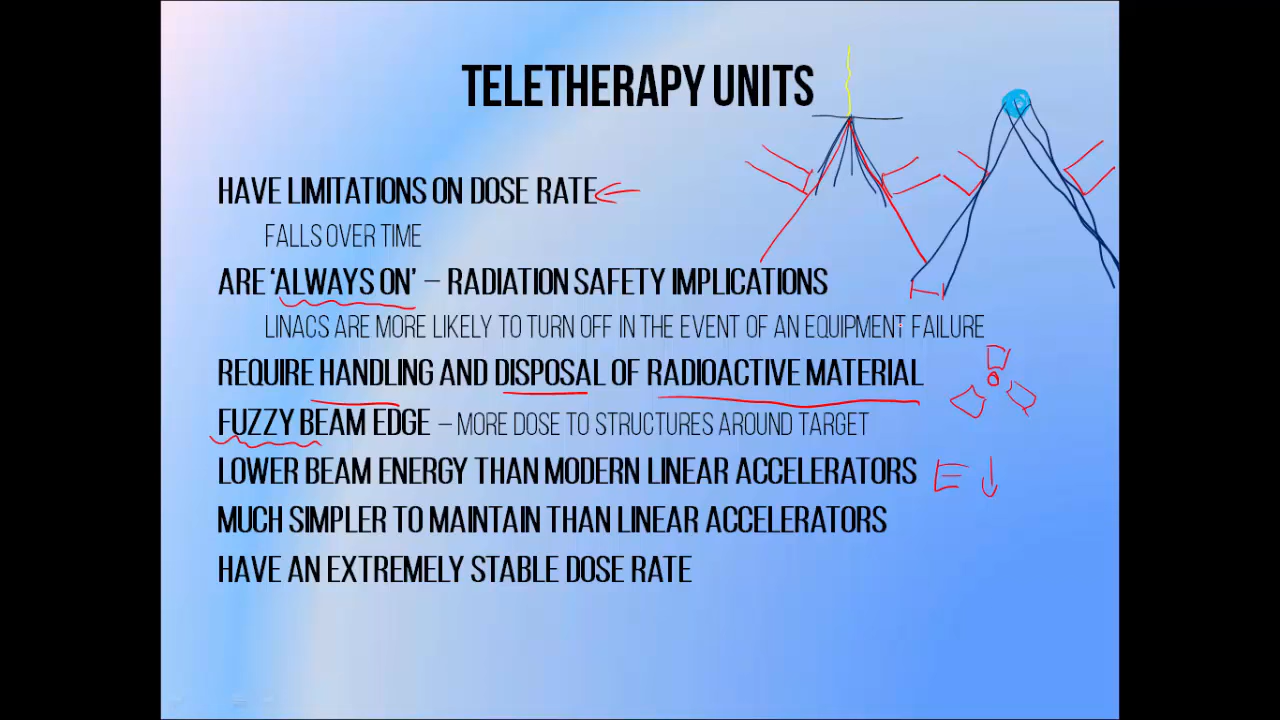 TELETHERAPY UNITS
HAVE LIMITATIONS ON DOSE RATE
FALLS OVER TIME
ARE 'ALWAYS ON' – RADIATION SAFETY IMPLICATIONS
LINACS ARE MORE LIKELY TO TURN OFF IN THE EVENT OF AN EQUIPMENT FAILURE
REQUIRE HANDLING AND DISPOSAL OF RADIOACTIVE MATERIAL
FUZZY BEAM EDGE – MORE DOSE TO STRUCTURES AROUND TARGET
LOWER BEAM ENERGY THAN MODERN LINEAR ACCELERATORS E ↓
MUCH SIMPLER TO MAINTAIN THAN LINEAR ACCELERATORS
HAVE AN EXTREMELY STABLE DOSE RATE